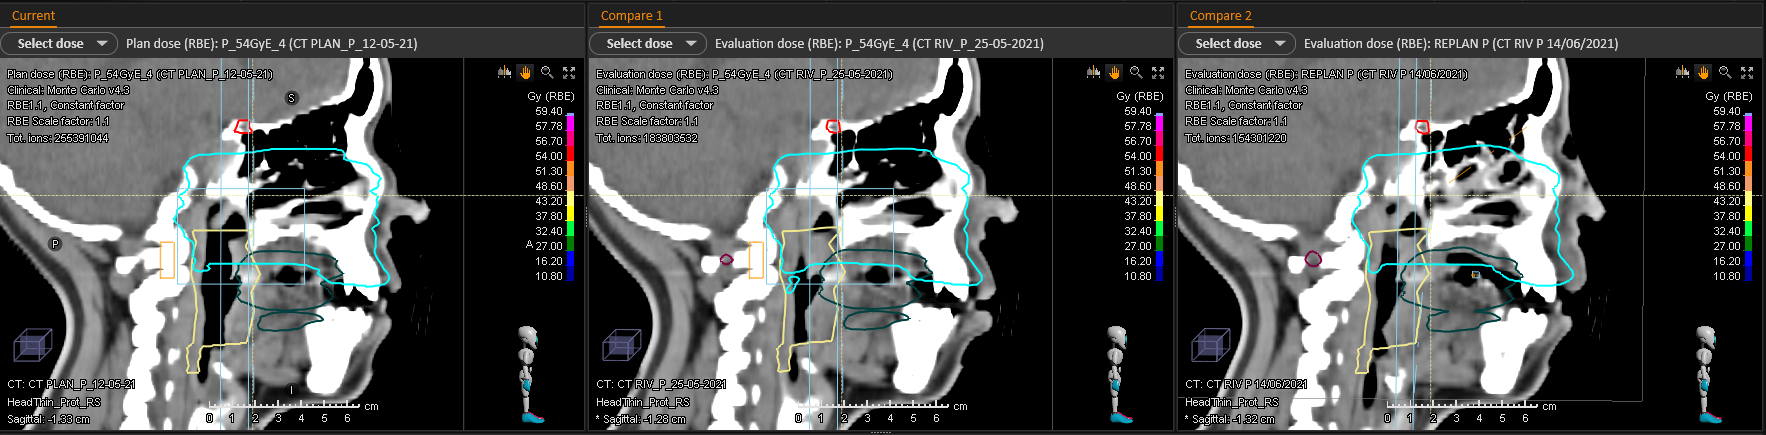 Current
Select dose
Plan dose (RBE): P_54GyE_4 (CT PLAN_P_12-05-21)
Plan dose (RBE): P_54GyE_4 (CT PLAN_P_12-05-21)
Clinical: Monte Carlo v4.3
RBE1.1, Constant factor
RBE Scale factor: 1.1
Tot. ions: 255391044
S
P
A
I
Gy (RBE)
59.40
57.78
56.70
54.00
51.30
48.60
43.20
37.80
32.40
27.00
16.20
10.80
CT: CT PLAN_P_12-05-21
HeadThin_Prot_RS
Sagittal: -1.33 cm
0 1 2 3 4 5 6 cm
Compare 1
Select dose
Evaluation dose (RBE): P_54GyE_4 (CT RIV_P_25-05-2021)
Evaluation dose (RBE): P_54GyE_4 (CT RIV_P_25-05-2021)
Clinical: Monte Carlo v4.3
RBE1.1, Constant factor
RBE Scale factor: 1.1
Tot. ions: 183803532
Gy (RBE)
59.40
57.78
56.70
54.00
51.30
48.60
43.20
37.80
32.40
27.00
16.20
10.80
CT: CT RIV_P_25-05-2021
HeadThin_Prot_RS
* Sagittal: -1.28 cm
0 1 2 3 4 5 6 cm
Compare 2
Select dose
Evaluation dose (RBE): REPLAN P (CT RIV P 14/06/2021)
Evaluation dose (RBE): REPLAN P (CT RIV P 14/06/2021)
Clinical: Monte Carlo v4.3
RBE1.1, Constant factor
RBE Scale factor: 1.1
Tot. ions: 154301220
Gy (RBE)
59.40
57.78
56.70
54.00
51.30
48.60
43.20
37.80
32.40
27.00
16.20
10.80
CT: CT RIV P 14/06/2021
HeadThin_Prot_RS
* Sagittal: -1.32 cm
0 1 2 3 4 5 6 cm